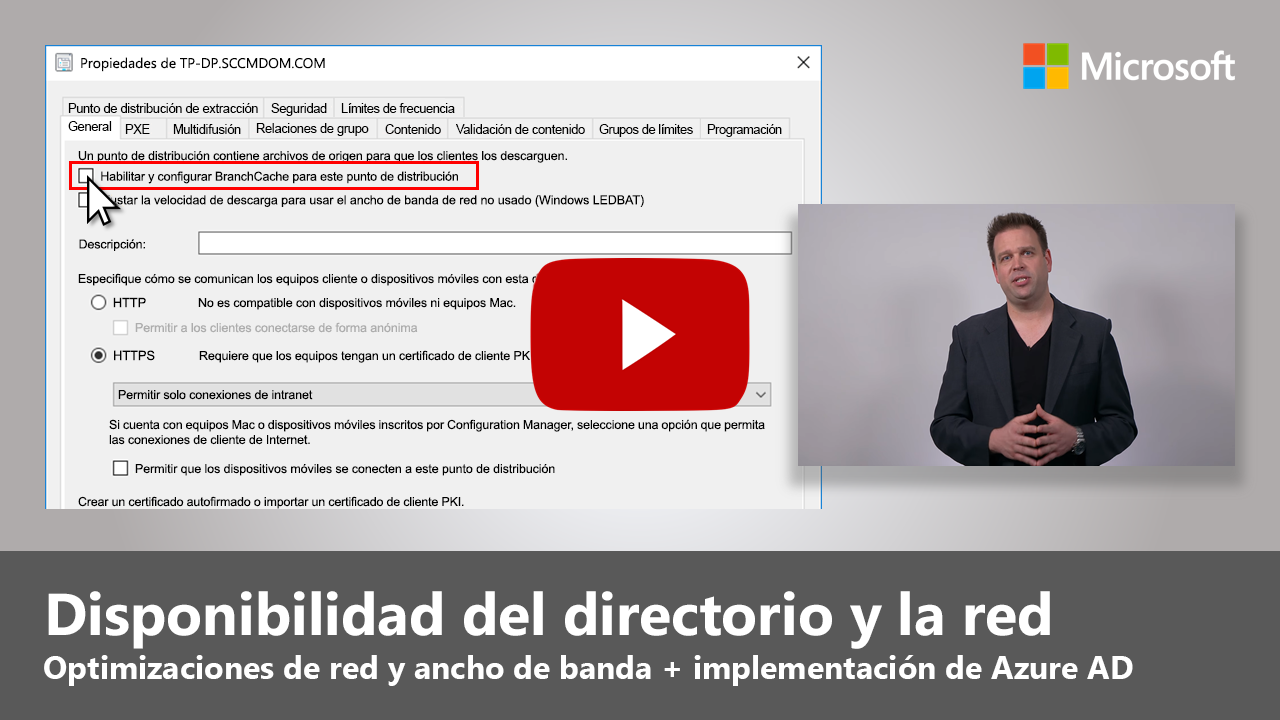 Propiedades de TP-DP.SCCMDOM.COM
Microsoft
Punto de distribución de extracción Seguridad Límites de frecuencia
General PXE Multidifusión Relaciones de grupo Contenido Validación de contenido Grupos de límites Programación
Un punto de distribución contiene archivos de origen para que los clientes los descarguen.
Habilitar y configurar BranchCache para este punto de distribución
ustar la velocidad de descarga para usar el ancho de banda de red no usado (Windows LEDBAT)
Descripción:
Especifique cómo se comunican los equipos cliente o dispositivos móviles con esta
HTTP No es compatible con dispositivos móviles ni equipos Mac.
Permitir a los clientes conectarse de forma anónima
HTTPS Requiere que los equipos tengan un certificado de cliente PK
Permitir solo conexiones de intranet
Si cuenta con equipos Mac o dispositivos móviles inscritos por Configuration Manager, seleccione una opción que permita
las conexiones de cliente de Internet.
Permitir que los dispositivos móviles se conecten a este punto de distribución
Crear un certificado autofirmado o importar un certificado de cliente PKI.
Disponibilidad del directorio y la red
Optimizaciones de red y ancho de banda + implementación de Azure AD